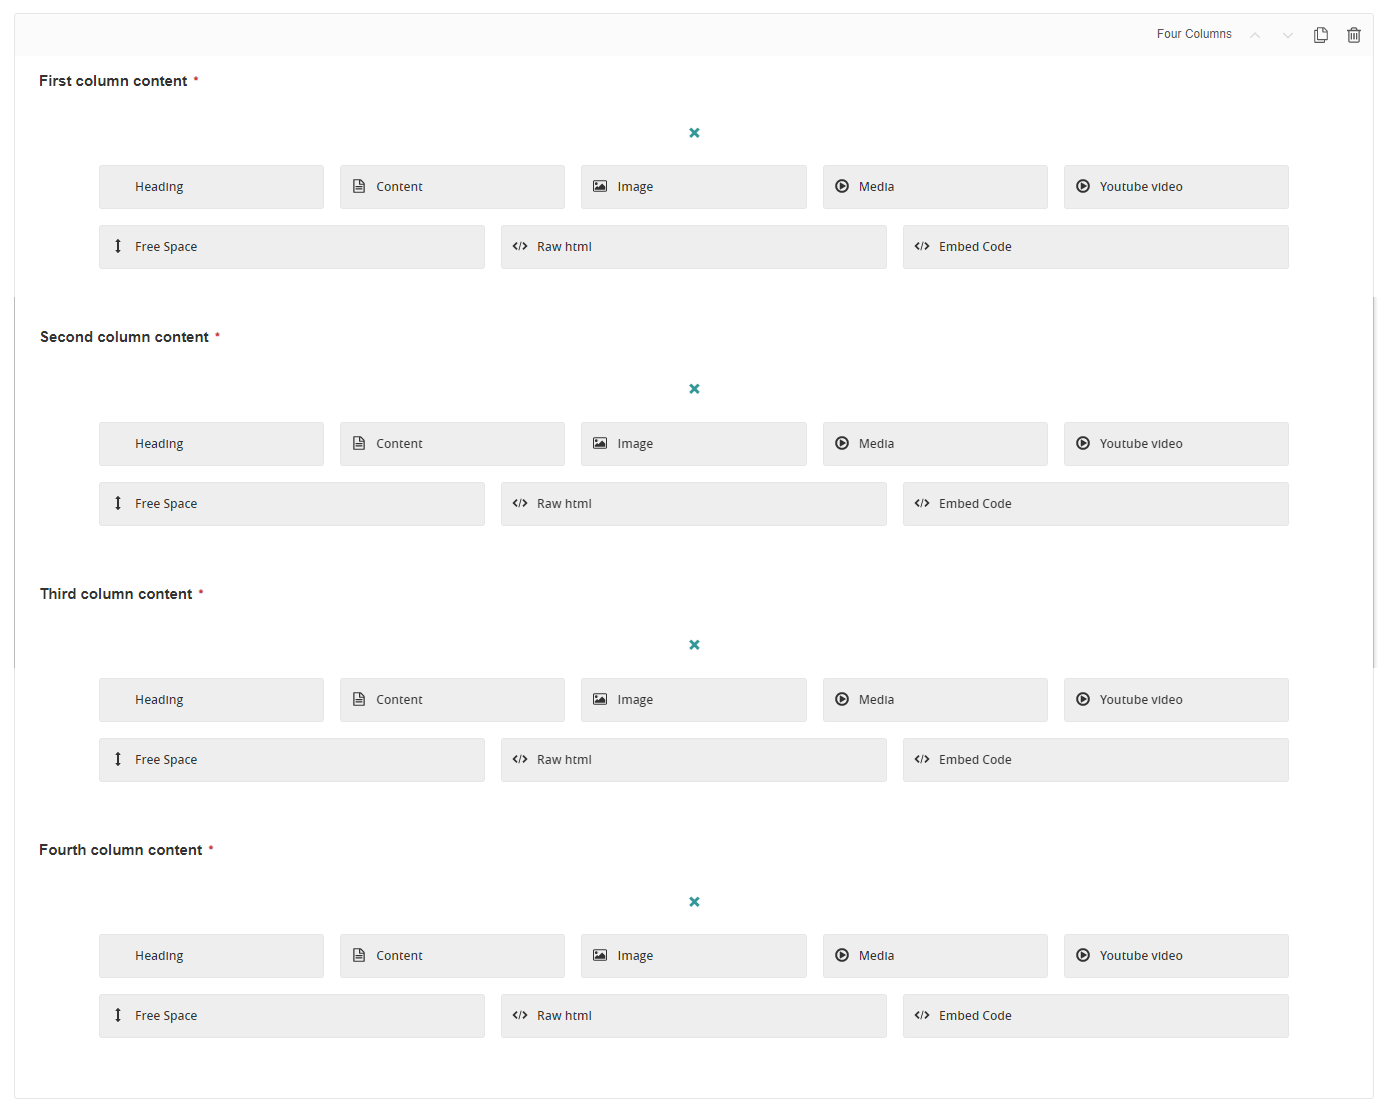 Four Columns
First column content *
Heading Content Image Media Youtube video
Free Space Raw html Embed Code
Second column content *
Heading Content Image Media Youtube video
Free Space Raw html Embed Code
Third column content *
Heading Content Image Media Youtube video
Free Space Raw html Embed Code
Fourth column content *
Heading Content Image Media Youtube video
Free Space Raw html Embed Code